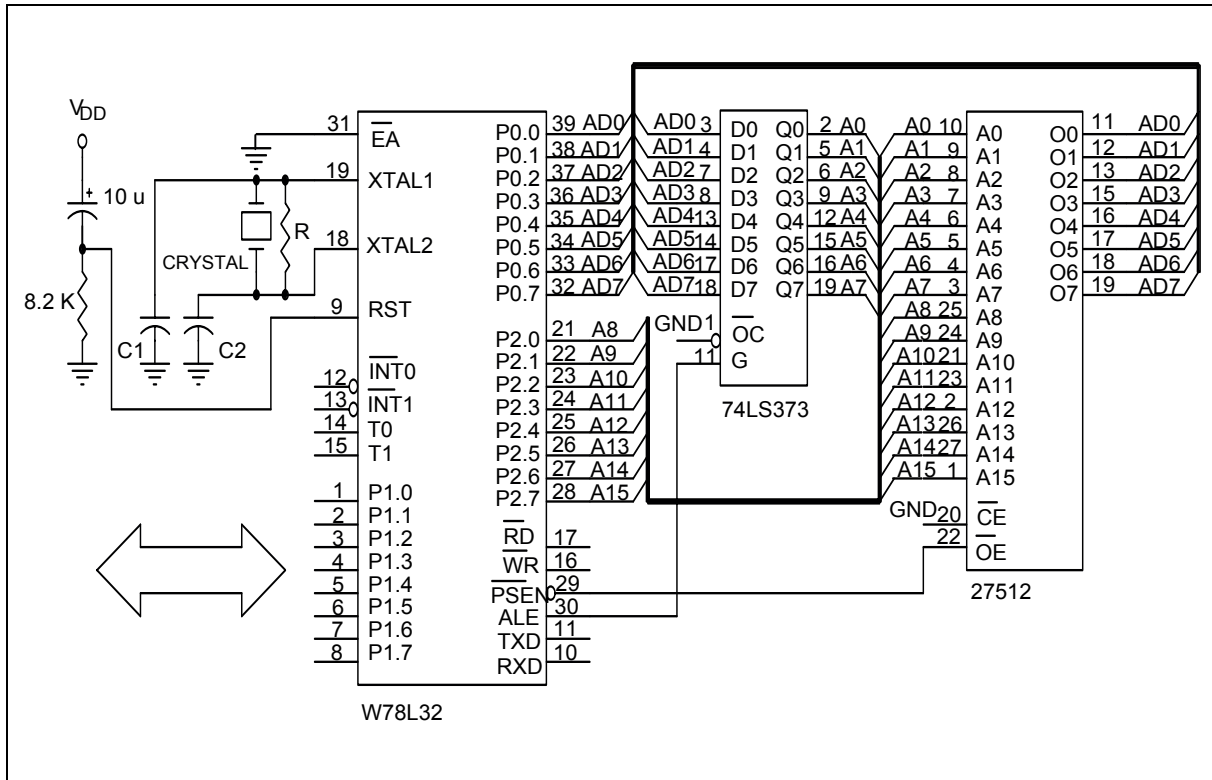 VDD
10 u
8.2 K
C1
C2
CRYSTAL
R
31 EA
19 XTAL1
18 XTAL2
9 RST
12 INT0
13 INT1
14 T0
15 T1
1 P1.0
2 P1.1
3 P1.2
4 P1.3
5 P1.4
6 P1.5
7 P1.6
8 P1.7
P0.0 39 AD0
P0.1 38 AD1
P0.2 37 AD2
P0.3 36 AD3
P0.4 35 AD4
P0.5 34 AD5
P0.6 33 AD6
P0.7 32 AD7
P2.0 21 A8
P2.1 22 A9
P2.2 23 A10
P2.3 24 A11
P2.4 25 A12
P2.5 26 A13
P2.6 27 A14
P2.7 28 A15
RD 17
WR 16
PSEN 29
ALE 30
TXD 11
RXD 10
W78L32
AD0 3 D0 Q0 2 A0
AD1 4 D1 Q1 5 A1
AD2 7 D2 Q2 6 A2
AD3 8 D3 Q3 9 A3
AD4 13 D4 Q4 12 A4
AD5 14 D5 Q5 15 A5
AD6 17 D6 Q6 16 A6
AD7 18 D7 Q7 19 A7
GND 1 OC
11 G
74LS373
A0 10 A0 O0 11 AD0
A1 9 A1 O1 12 AD1
A2 8 A2 O2 13 AD2
A3 7 A3 O3 15 AD3
A4 6 A4 O4 16 AD4
A5 5 A5 O5 17 AD5
A6 4 A6 O6 18 AD6
A7 3 A7 O7 19 AD7
A8 25 A8
A9 24 A9
A10 21 A10
A11 23 A11
A12 2 A12
A13 26 A13
A14 27 A14
A15 1 A15
GND 20 CE
22 OE
27512